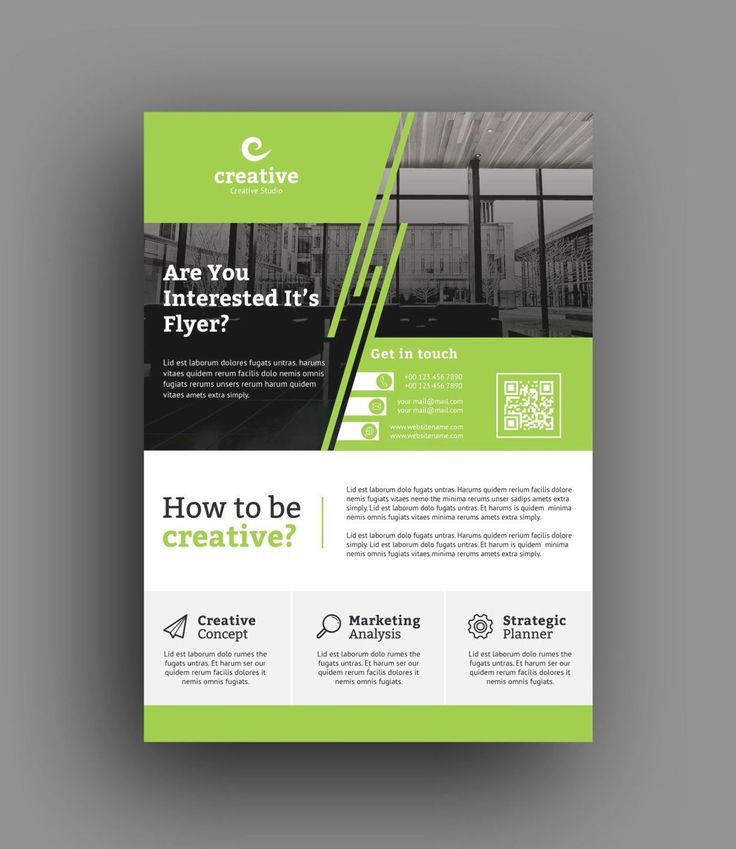 creative
Creative Studio
Are You
Interested It's
Flyer?
Lid est laborum dolores fugats untras. harums
vitaes quidem rerum facilis dolo nemis omnis
fugiats rerums unsers rerum harum quidem
vitaes amets extra simply.
Get in touch
+00 123 456 7890
+00 123 456 7890
your mail@mail.com
your mail@mail.com
www.websitename.com
www.websitename.com
How to be
creative?
Lid est laborum dolo rumes fugats untras. Harums quidem rerium facilis dolore
nemis fugiats vitaes nemo the minima rerums unser sadips amets extra
simply. Lid est laborum dolo rumes fugats untras. Et harums is quidem minima
nemis omnis fugiats vitaes minima rerums amets extra simply.
Lid est laborum dolo rumes fugats untras. Harums quidem rerium facilis dolore
simply. Lid est laborum dolo rumes fugats untras. Et harum is quidem minima
nemis omnis fugiats vitaes minima rerums amets extra simply.
Creative
Concept
Lid est laborum dolo rumes the
fugats untras. Et harum ser our
quidem rerum facilis dolores it
nemis omnis fugiats.
Marketing
Analysis
Lid est laborum dolo rumes the
fugats untras. Et harum ser our
quidem rerum facilis dolores it
nemis omnis fugiats.
Strategic
Planner
Lid est laborum dolo rumes the
fugats untras. Et harum ser our
quidem rerum facilis dolores it
nemis omnis fugiats.